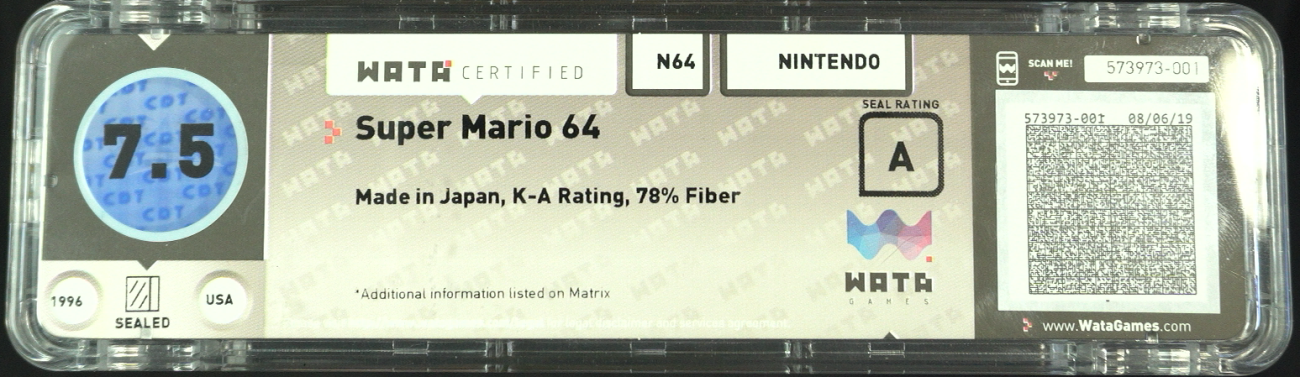 7.5
1996
SEALED
USA
WATA CERTIFIED
N64
NINTENDO
Super Mario 64
Made in Japan, K-A Rating, 78% Fiber
*Additional information listed on Matrix
SEAL RATING
A
WATA
GAMES
SCAN ME!
573973-001
573973-001 08/06/19
www.WataGames.com